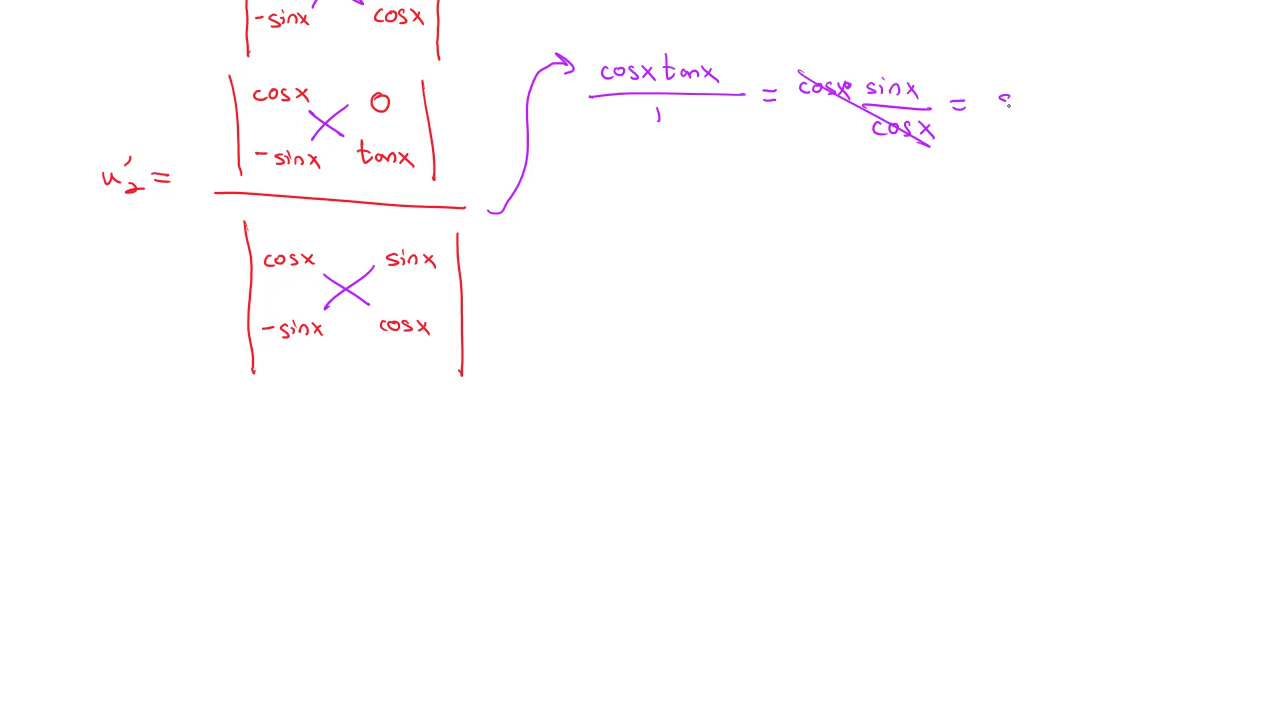 -sinx cosx
cosx 0
-sinx tanx
u₂' =
cosx sinx
-sinx cosx
cosx tanx / 1 = cosx · sinx / cosx = s